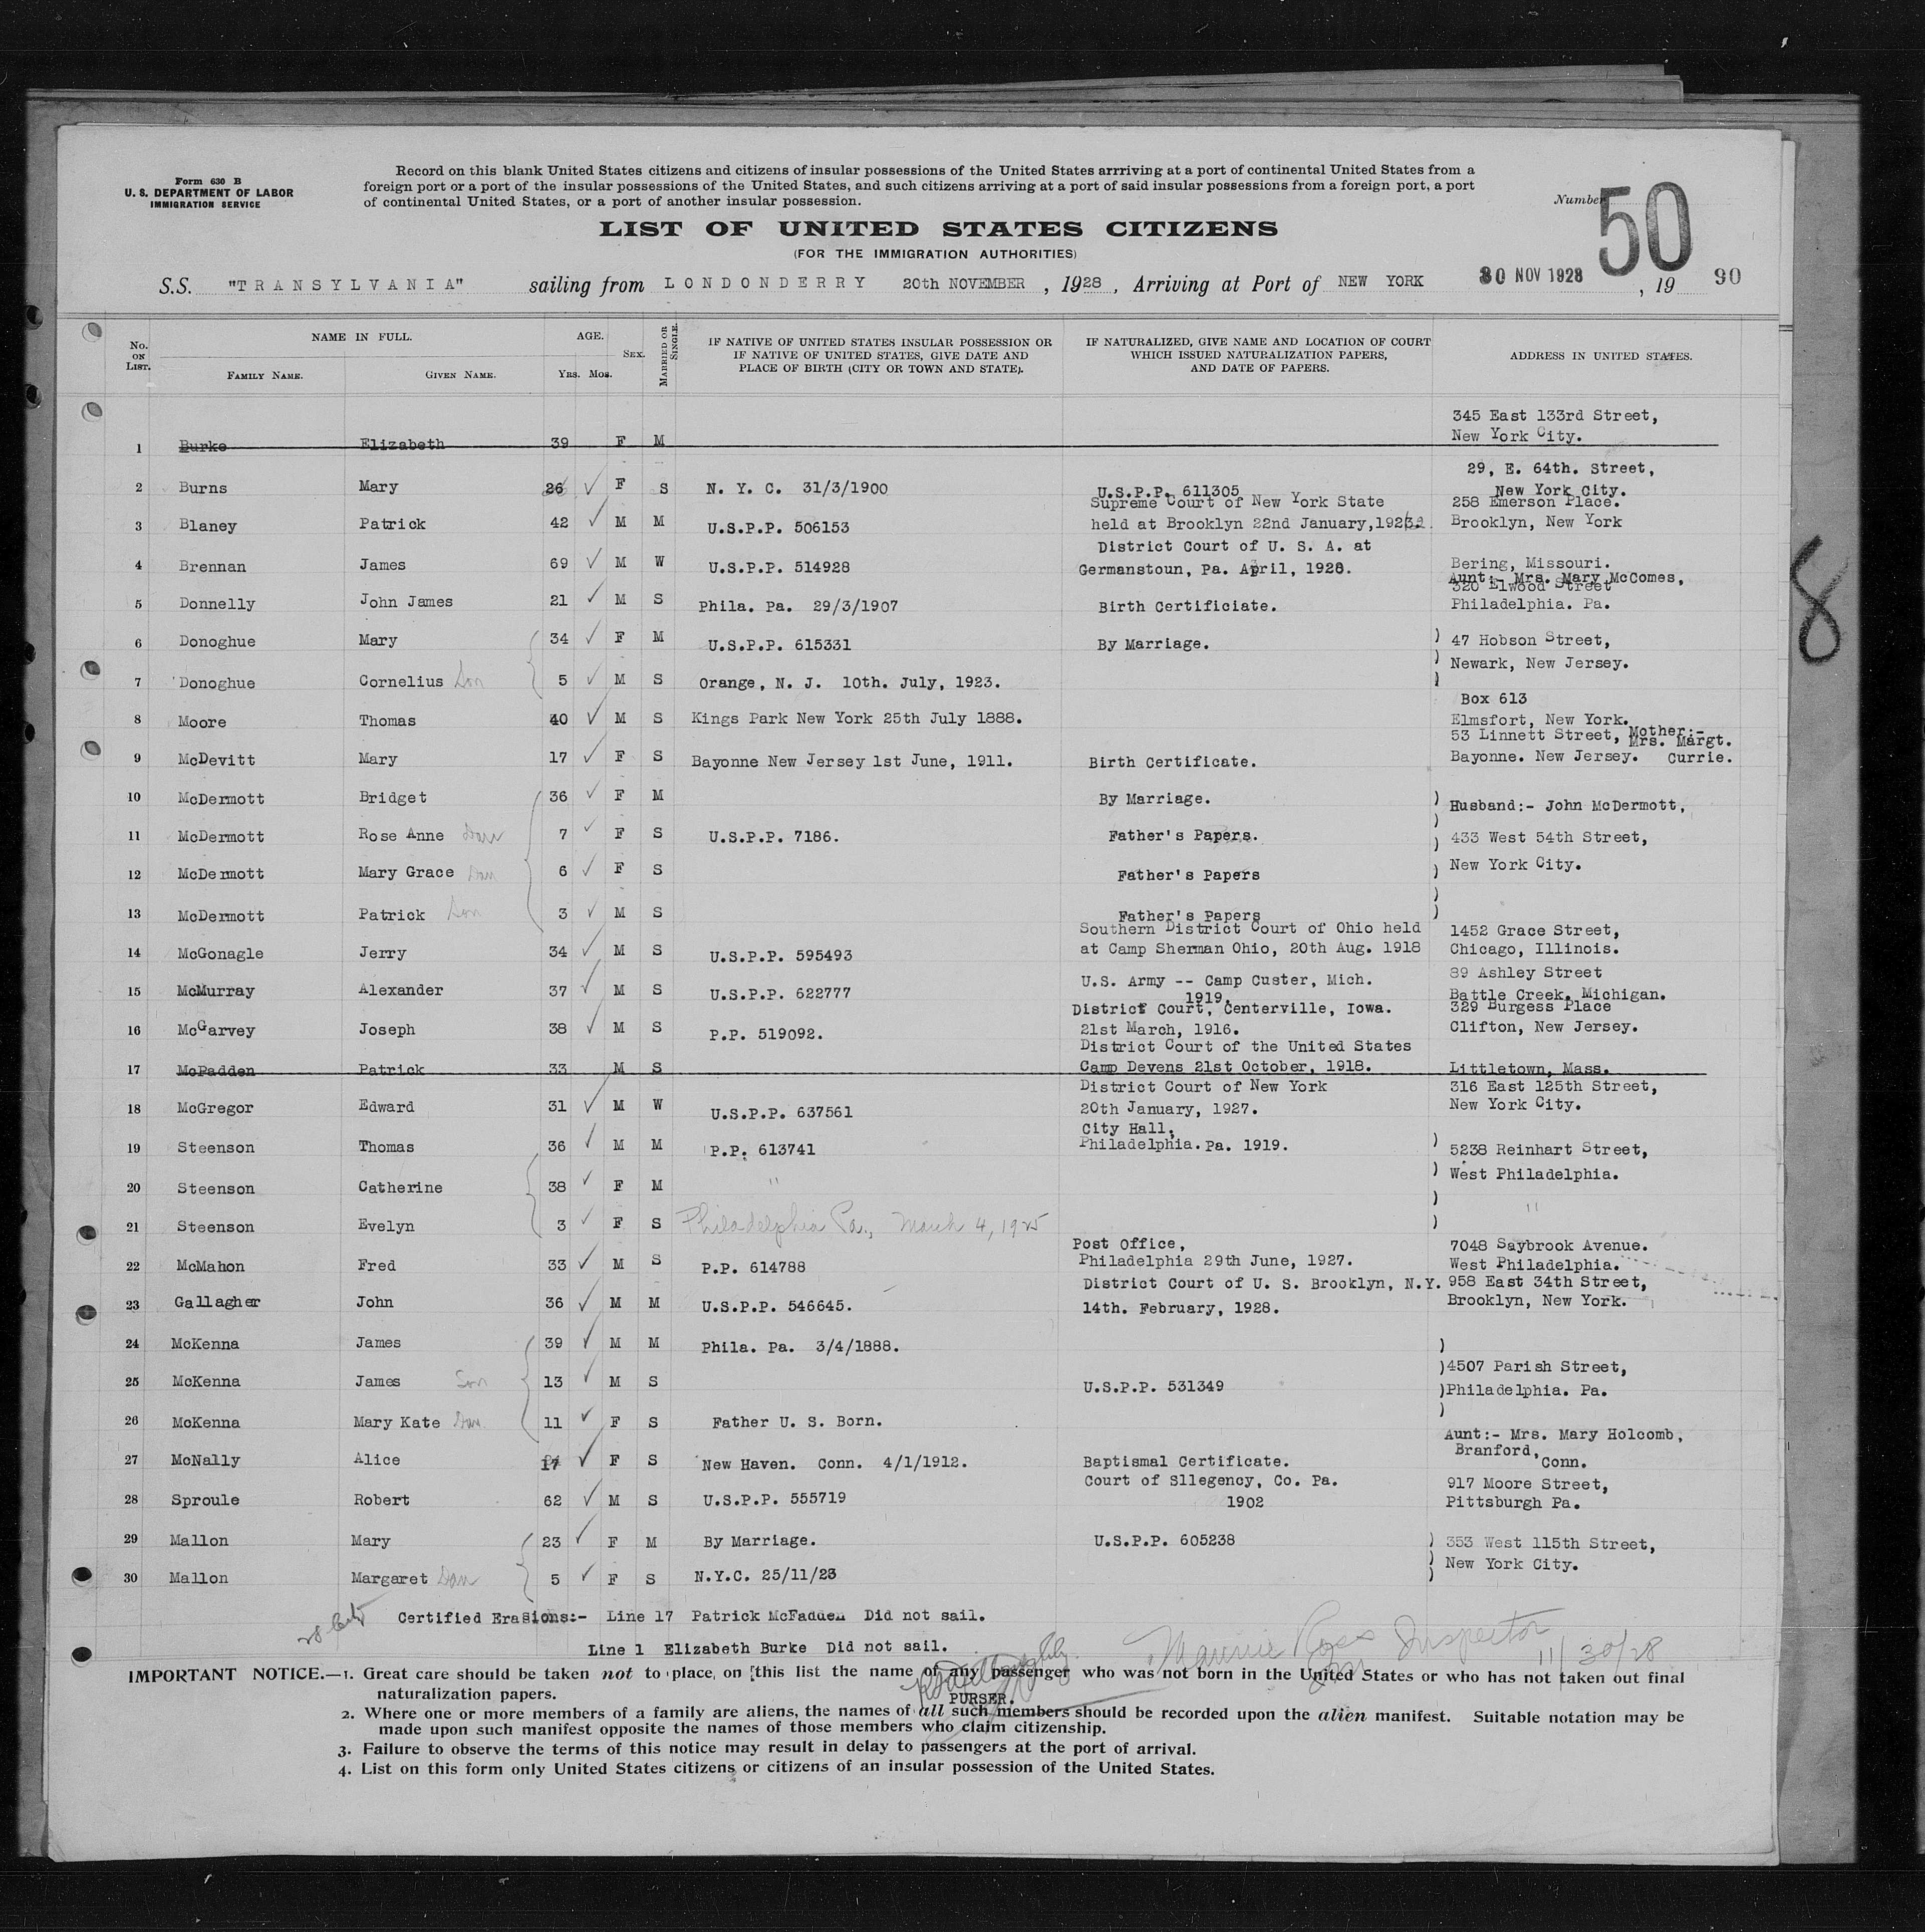 Form 630 B
U. S. DEPARTMENT OF LABOR
IMMIGRATION SERVICE
Record on this blank United States citizens and citizens of insular possessions of the United States arrriving at a port of continental United States from a
foreign port or a port of the insular possessions of the United States, and such citizens arriving at a port of said insular possessions from a foreign port, a port
of continental United States, or a port of another insular possession.
Number 50
LIST OF UNITED STATES CITIZENS
(FOR THE IMMIGRATION AUTHORITIES)
S.S. "TRANSYLVANIA" sailing from LONDONDERRY 20th NOVEMBER, 1928, Arriving at Port of NEW YORK 30 NOV 1928, 19 90
8
No. ON LIST. NAME IN FULL. FAMILY NAME. GIVEN NAME. AGE. YRS. MOS. SEX. MARRIED OR SINGLE. IF NATIVE OF UNITED STATES INSULAR POSSESSION OR IF NATIVE OF UNITED STATES, GIVE DATE AND PLACE OF BIRTH (CITY OR TOWN AND STATE). IF NATURALIZED, GIVE NAME AND LOCATION OF COURT WHICH ISSUED NATURALIZATION PAPERS, AND DATE OF PAPERS. ADDRESS IN UNITED STATES.
1 Burke Elizabeth 39 F M 345 East 133rd Street, New York City.
2 Burns Mary 26 ✓ F S N. Y. C. 31/3/1900 U.S.P.P. 611305 29, E. 64th. Street, New York City.
3 Blaney Patrick 42 ✓ M M U.S.P.P. 506153 Supreme Court of New York State held at Brooklyn 22nd January, 258 Emerson Place. Brooklyn, New York
4 Brennan James 69 ✓ M W U.S.P.P. 514928 District Court of U. S. A. at Germanstoun, Pa. April, 1928. Bering, Missouri.
5 Donnelly John James 21 ✓ M S Phila. Pa. 29/3/1907 Birth Certificiate. Aunt:- Mrs. Mary McComes, 320 Elwood Street Philadelphia. Pa.
6 Donoghue Mary 34 ✓ F M U.S.P.P. 615331 By Marriage. ) 47 Hobson Street,
7 Donoghue Cornelius Son 5 ✓ M S Orange, N. J. 10th. July, 1923. ) Newark, New Jersey.
8 Moore Thomas 40 ✓ M S Kings Park New York 25th July 1888. Box 613 Elmsfort, New York.
9 McDevitt Mary 17 ✓ F S Bayonne New Jersey 1st June, 1911. Birth Certificate. 53 Linnett Street, Bayonne. New Jersey. Mother:- Mrs. Margt. Currie.
10 McDermott Bridget 36 ✓ F M By Marriage. ) Husband:- John McDermott,
11 McDermott Rose Anne Dau 7 ✓ F S U.S.P.P. 7186. Father's Papers. ) 433 West 54th Street,
12 McDermott Mary Grace Dau 6 ✓ F S Father's Papers ) New York City.
13 McDermott Patrick Son 3 ✓ M S Father's Papers )
14 McGonagle Jerry 34 ✓ M S U.S.P.P. 595493 Southern District Court of Ohio held at Camp Sherman Ohio, 20th Aug. 1918 1452 Grace Street, Chicago, Illinois.
15 McMurray Alexander 37 ✓ M S U.S.P.P. 622777 U.S. Army -- Camp Custer, Mich. 1919. 89 Ashley Street Battle Creek. Michigan.
16 McGarvey Joseph 38 ✓ M S P.P. 519092. District Court, Centerville, Iowa. 21st March, 1916. 329 Burgess Place Clifton, New Jersey.
17 McPadden Patrick 33 M S District Court of the United States Camp Devens 21st October, 1918. Littletown, Mass.
18 McGregor Edward 31 ✓ M W U.S.P.P. 637561 District Court of New York 20th January, 1927. 316 East 125th Street, New York City.
19 Steenson Thomas 36 ✓ M M P.P. 613741 City Hall, Philadelphia. Pa. 1919. ) 5238 Reinhart Street,
20 Steenson Catherine 38 ✓ F M " ) West Philadelphia.
21 Steenson Evelyn 3 ✓ F S Philadelphia Pa., March 4, 1925 ) "
22 McMahon Fred 33 ✓ M S P.P. 614788 Post Office, Philadelphia 29th June, 1927. 7048 Saybrook Avenue. West Philadelphia.
23 Gallagher John 36 ✓ M M U.S.P.P. 546645. District Court of U. S. Brooklyn, N.Y. 14th. February, 1928. 958 East 34th Street, Brooklyn, New York.
24 McKenna James 39 ✓ M M Phila. Pa. 3/4/1888. )
25 McKenna James Son 13 ✓ M S U.S.P.P. 531349 )4507 Parish Street, )Philadelphia. Pa.
26 McKenna Mary Kate Dau. 11 ✓ F S Father U. S. Born. )
27 McNally Alice 17 ✓ F S New Haven. Conn. 4/1/1912. Baptismal Certificate. Aunt:- Mrs. Mary Holcomb, Branford, Conn.
28 Sproule Robert 62 ✓ M S U.S.P.P. 555719 Court of Sllegency, Co. Pa. 1902 917 Moore Street, Pittsburgh Pa.
29 Mallon Mary 23 ✓ F M By Marriage. U.S.P.P. 605238 ) 353 West 115th Street,
30 Mallon Margaret Dau 5 ✓ F S N.Y.C. 25/11/23 ) New York City.
Certified Erasions:- Line 17 Patrick McFadden Did not sail.
Line 1 Elizabeth Burke Did not sail.
Inspector 11/30/28
PURSER.
IMPORTANT NOTICE.—1. Great care should be taken not to place, on this list the name of any passenger who was not born in the United States or who has not taken out final
naturalization papers.
2. Where one or more members of a family are aliens, the names of all such members should be recorded upon the alien manifest. Suitable notation may be
made upon such manifest opposite the names of those members who claim citizenship.
3. Failure to observe the terms of this notice may result in delay to passengers at the port of arrival.
4. List on this form only United States citizens or citizens of an insular possession of the United States.